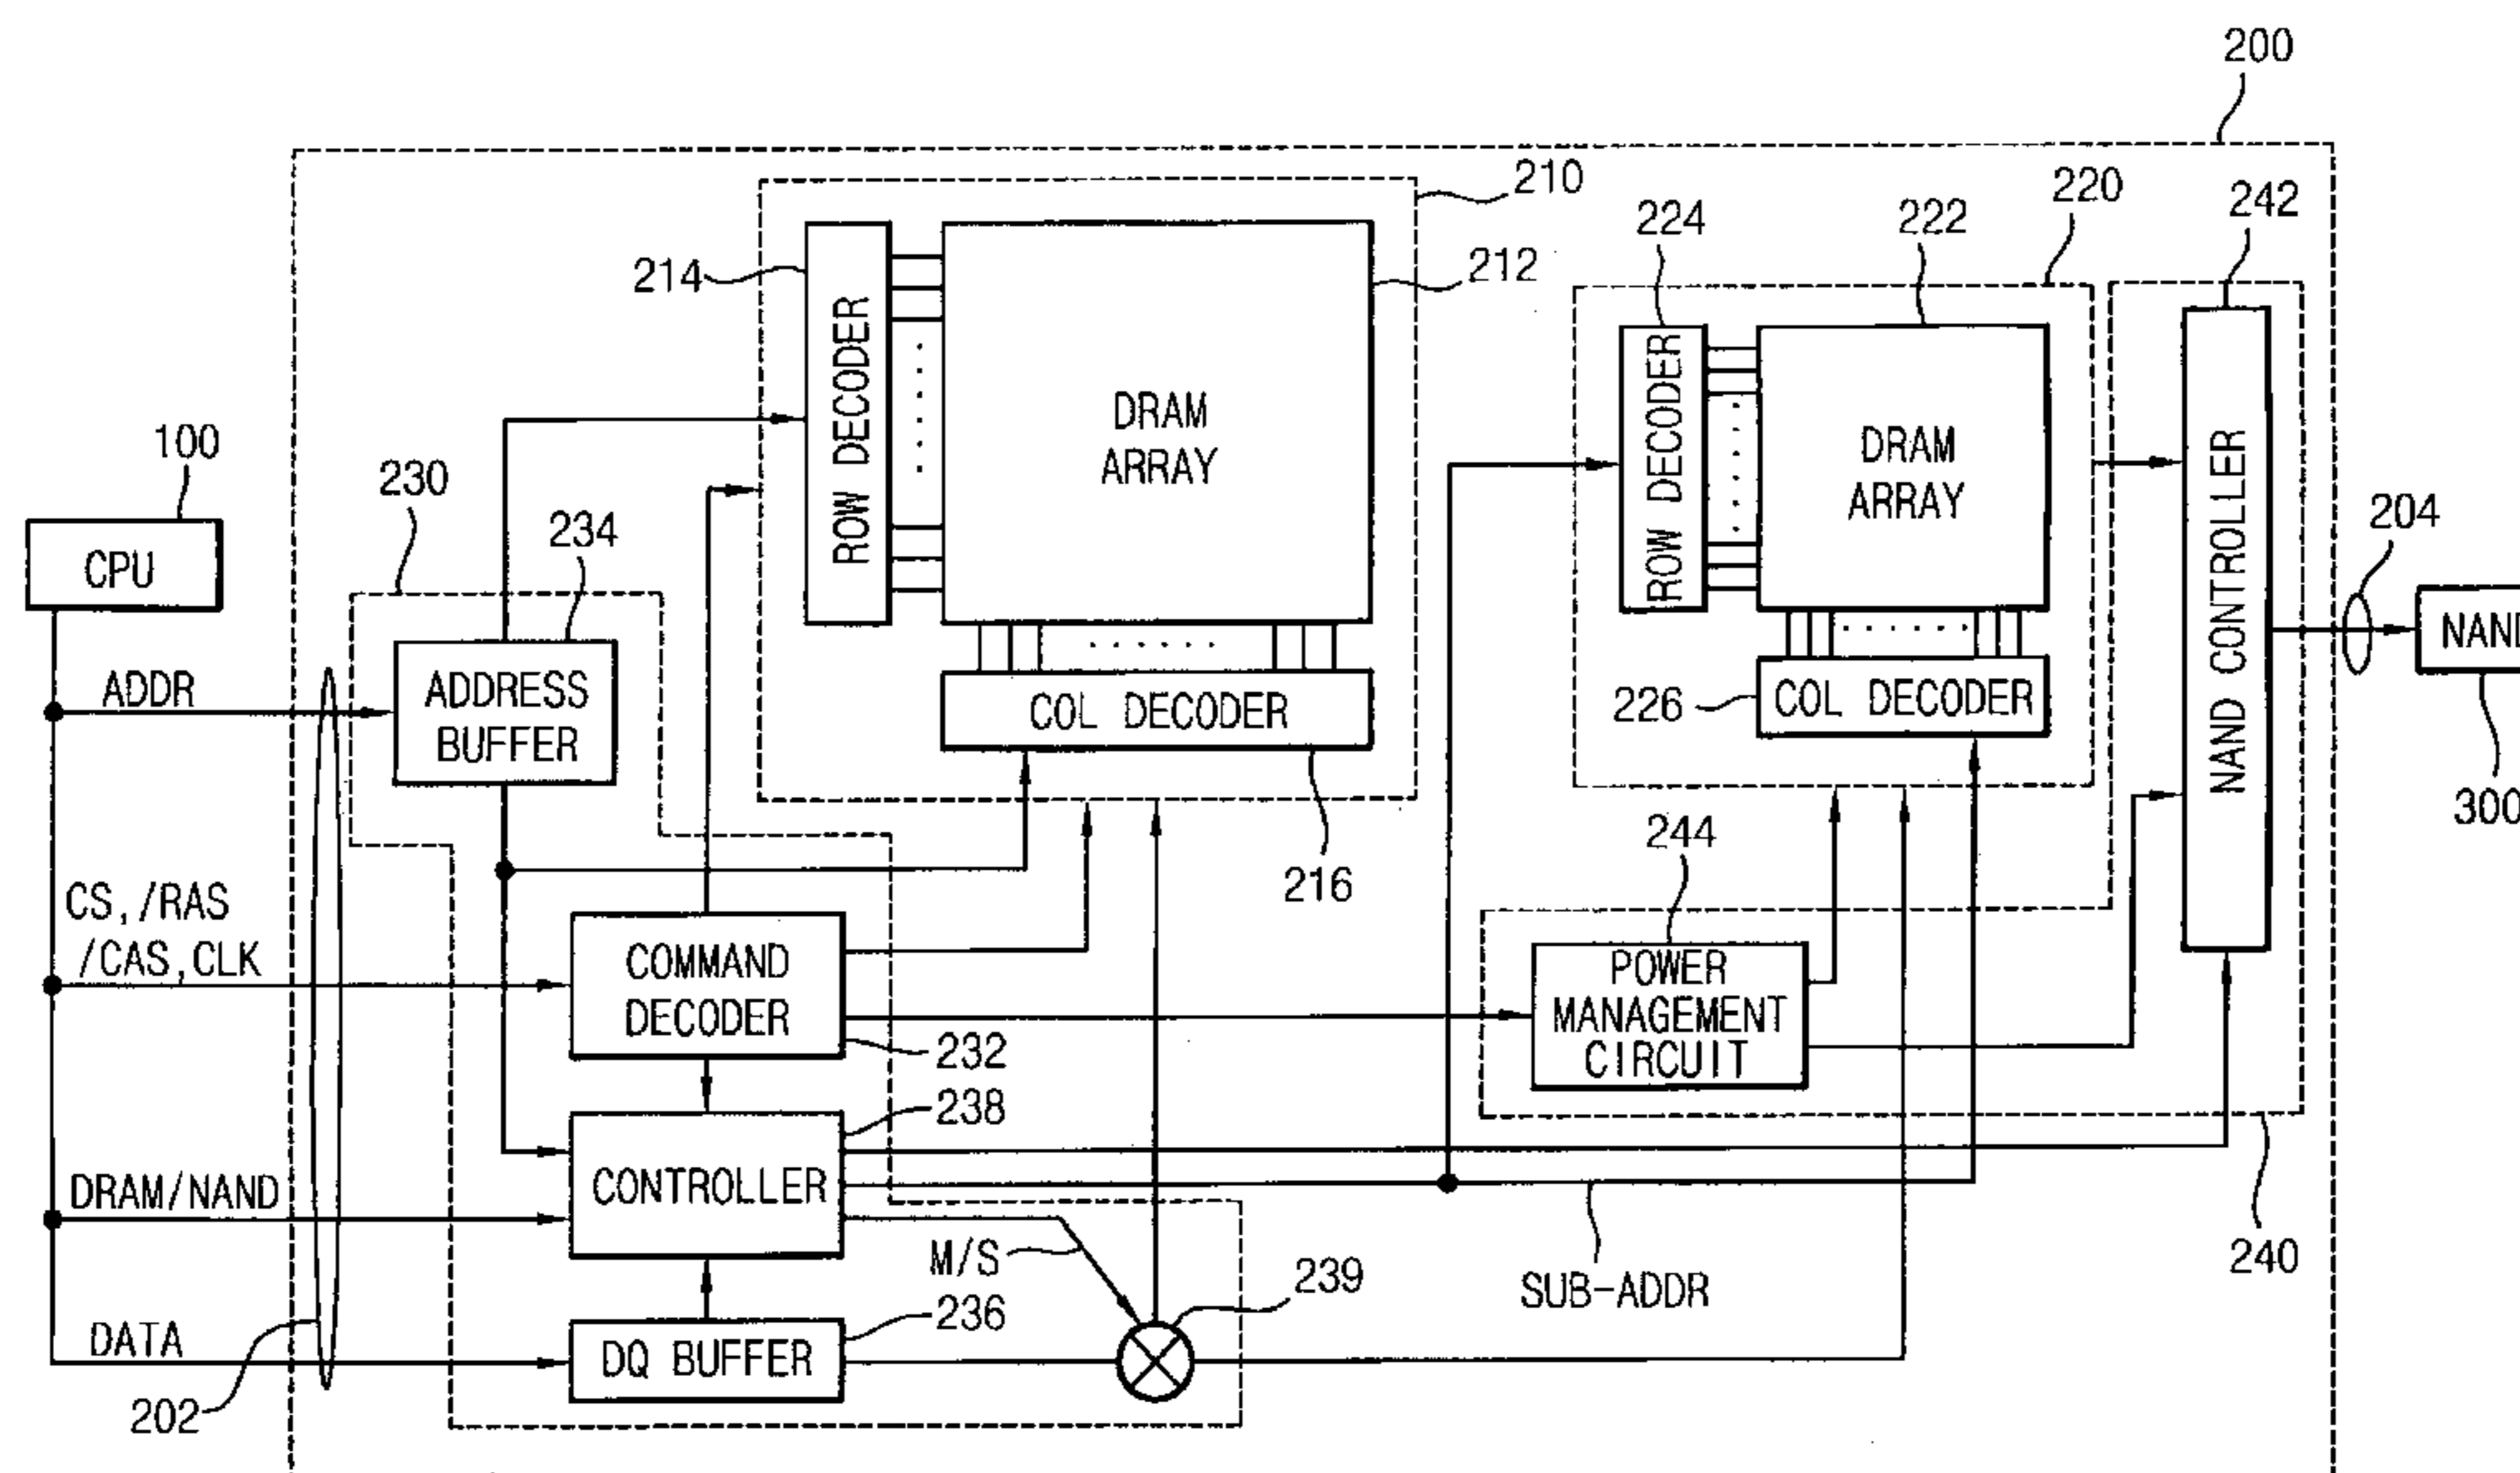 200
210
220
242
224
222
214
212
ROW DECODER
DRAM
ARRAY
ROW DECODER
DRAM
ARRAY
NAND CONTROLLER
100
230
234
204
CPU
NAND
ADDR
ADDRESS
BUFFER
COL DECODER
226
COL DECODER
300
244
216
CS,/RAS
/CAS,CLK
COMMAND
DECODER
POWER
MANAGEMENT
CIRCUIT
232
238
DRAM/NAND
CONTROLLER
M/S
239
SUB-ADDR
240
236
DATA
DQ BUFFER
202